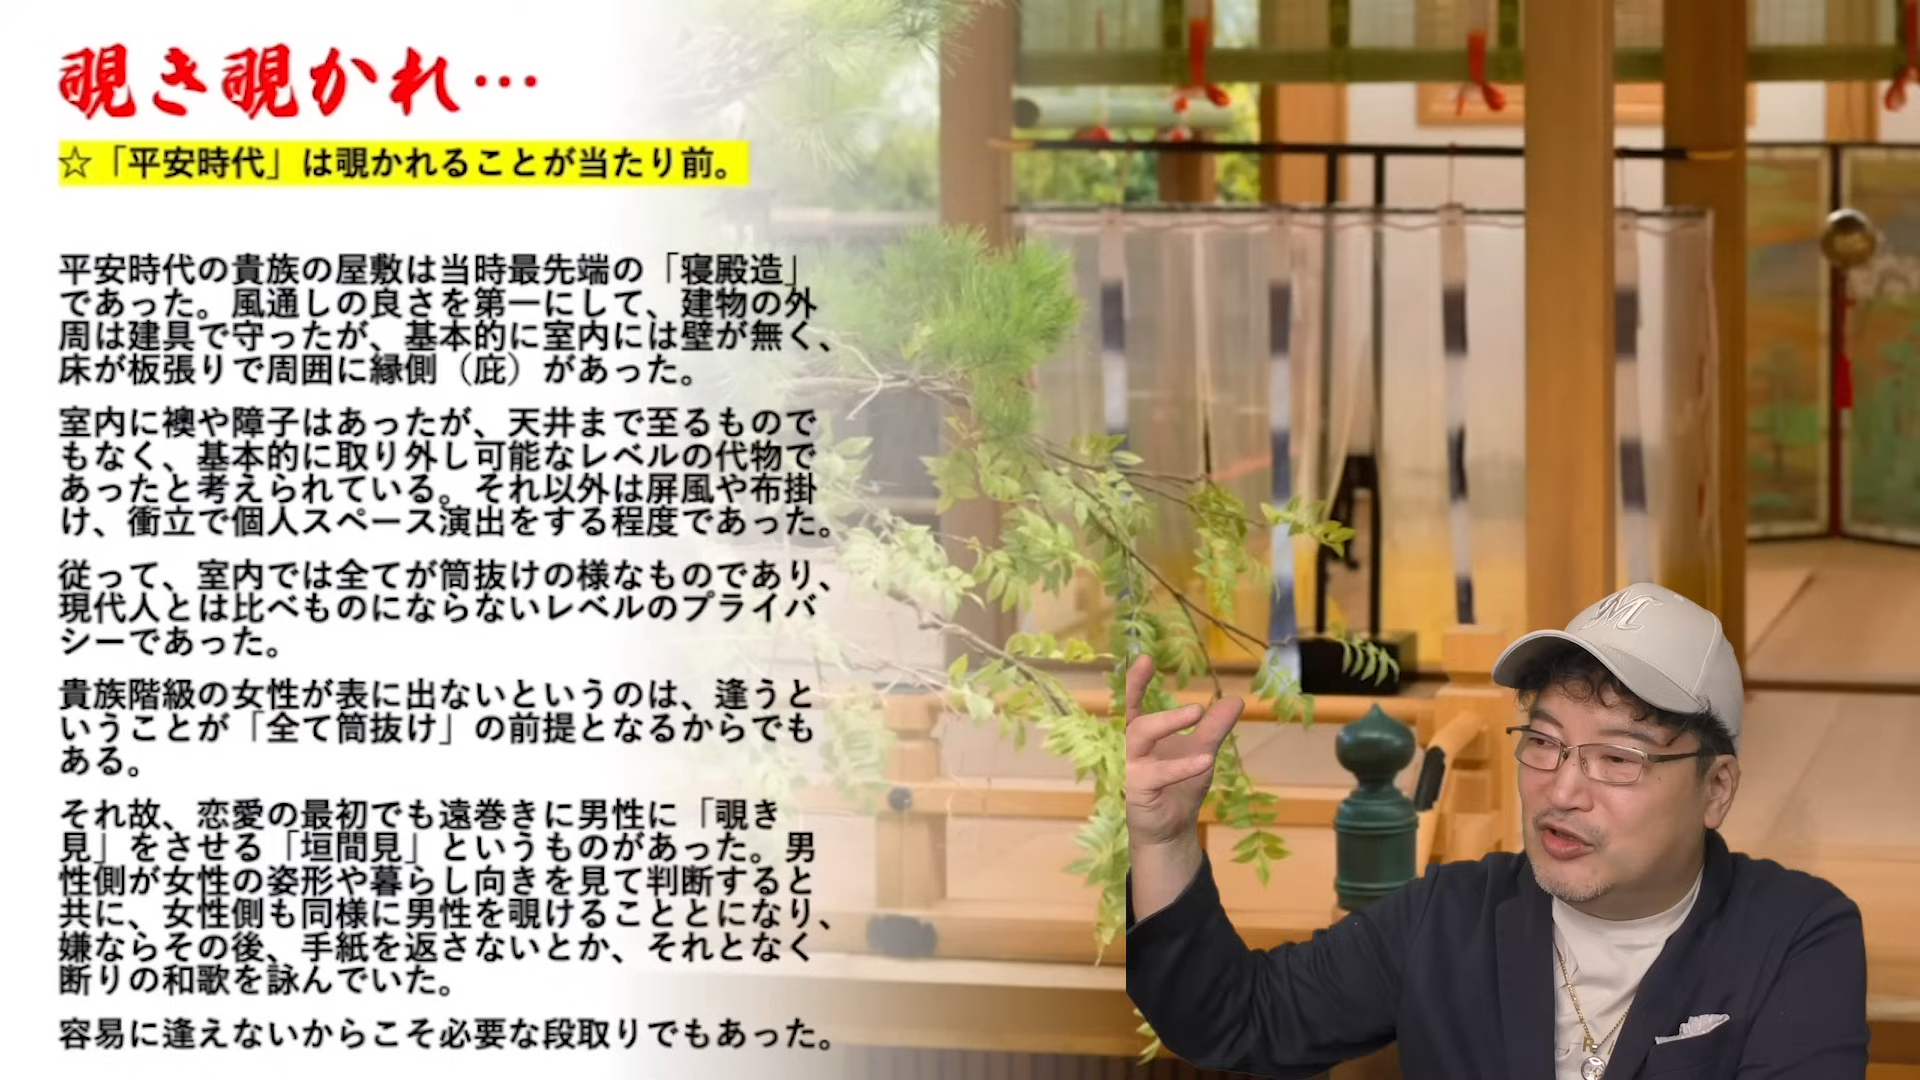 覗き覗かれ…
☆「平安時代」は覗かれることが当たり前。
平安時代の貴族の屋敷は当時最先端の「寝殿造」
であった。風通しの良さを第一にして、建物の外
周は建具で守ったが、基本的に室内には壁が無く、
床が板張りで周囲に縁側（庇）があった。
室内に襖や障子はあったが、天井まで至るもので
もなく、基本的に取り外し可能なレベルの代物で
あったと考えられている。それ以外は屏風や布掛
け、衝立で個人スペース演出をする程度であった。
従って、室内では全てが筒抜けの様なものであり、
現代人とは比べものにならないレベルのプライバ
シーであった。
貴族階級の女性が表に出ないというのは、逢うと
いうことが「全て筒抜け」の前提となるからでも
ある。
それ故、恋愛の最初でも遠巻きに男性に「覗き
見」をさせる「垣間見」というものがあった。男
性側が女性の姿形や暮らし向きを見て判断すると
共に、女性側も同様に男性を覗けることとになり、
嫌ならその後、手紙を返さないとか、それとなく
断りの和歌を詠んでいた。
容易に逢えないからこそ必要な段取りでもあった。
M